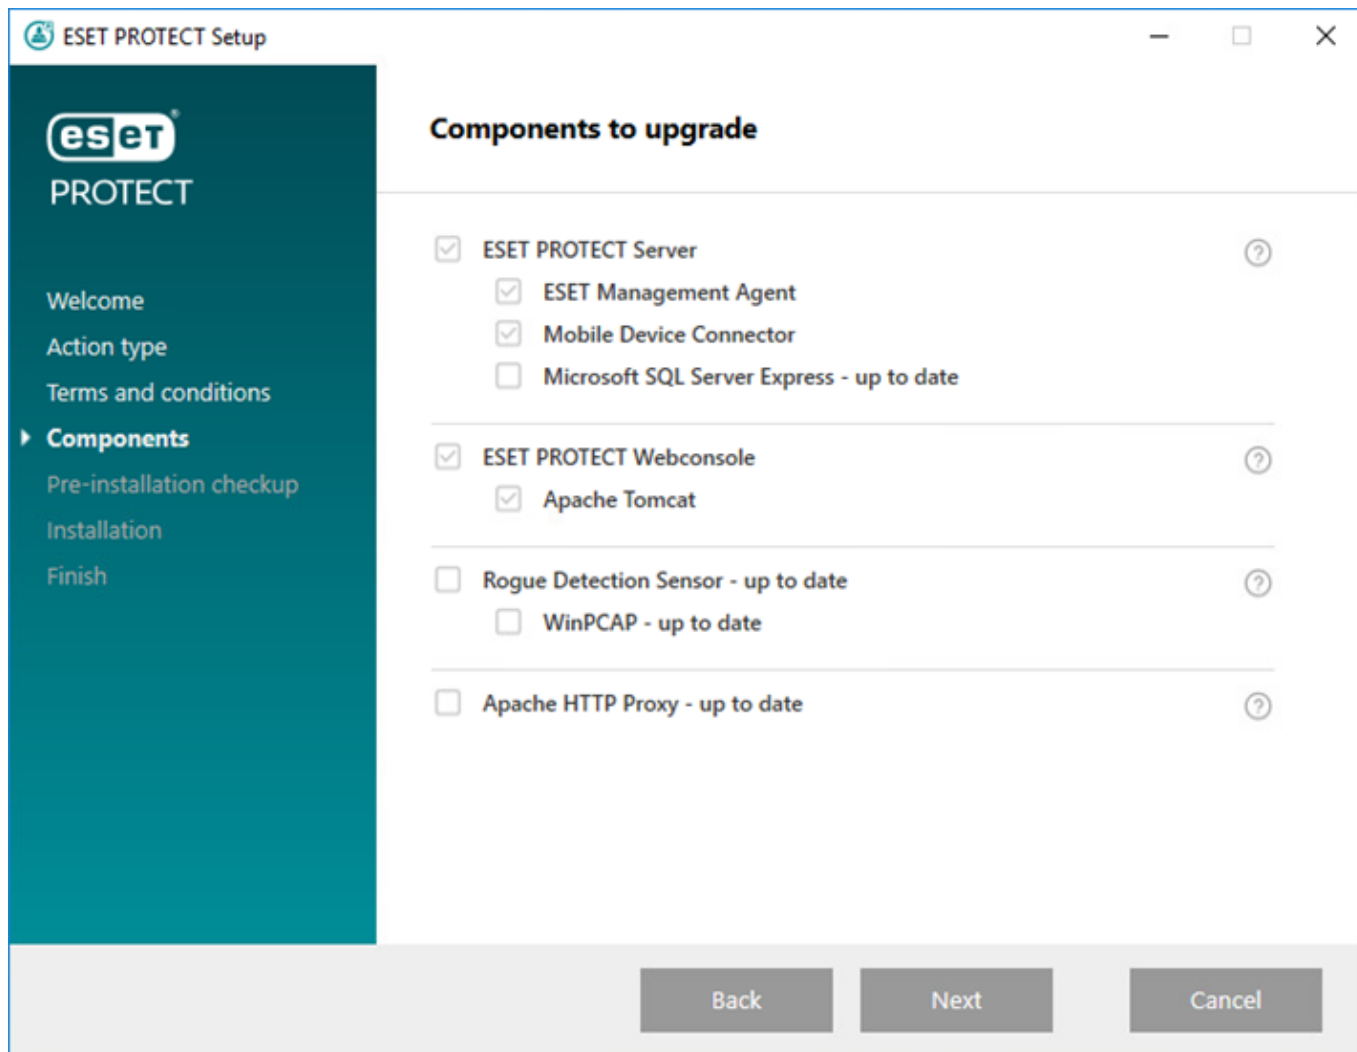 ESET PROTECT Setup
eset®
PROTECT
Welcome
Action type
Terms and conditions
Components
Pre-installation checkup
Installation
Finish
Components to upgrade
ESET PROTECT Server
ESET Management Agent
Mobile Device Connector
Microsoft SQL Server Express - up to date
ESET PROTECT Webconsole
Apache Tomcat
Rogue Detection Sensor - up to date
WinPCAP - up to date
Apache HTTP Proxy - up to date
Back
Next
Cancel